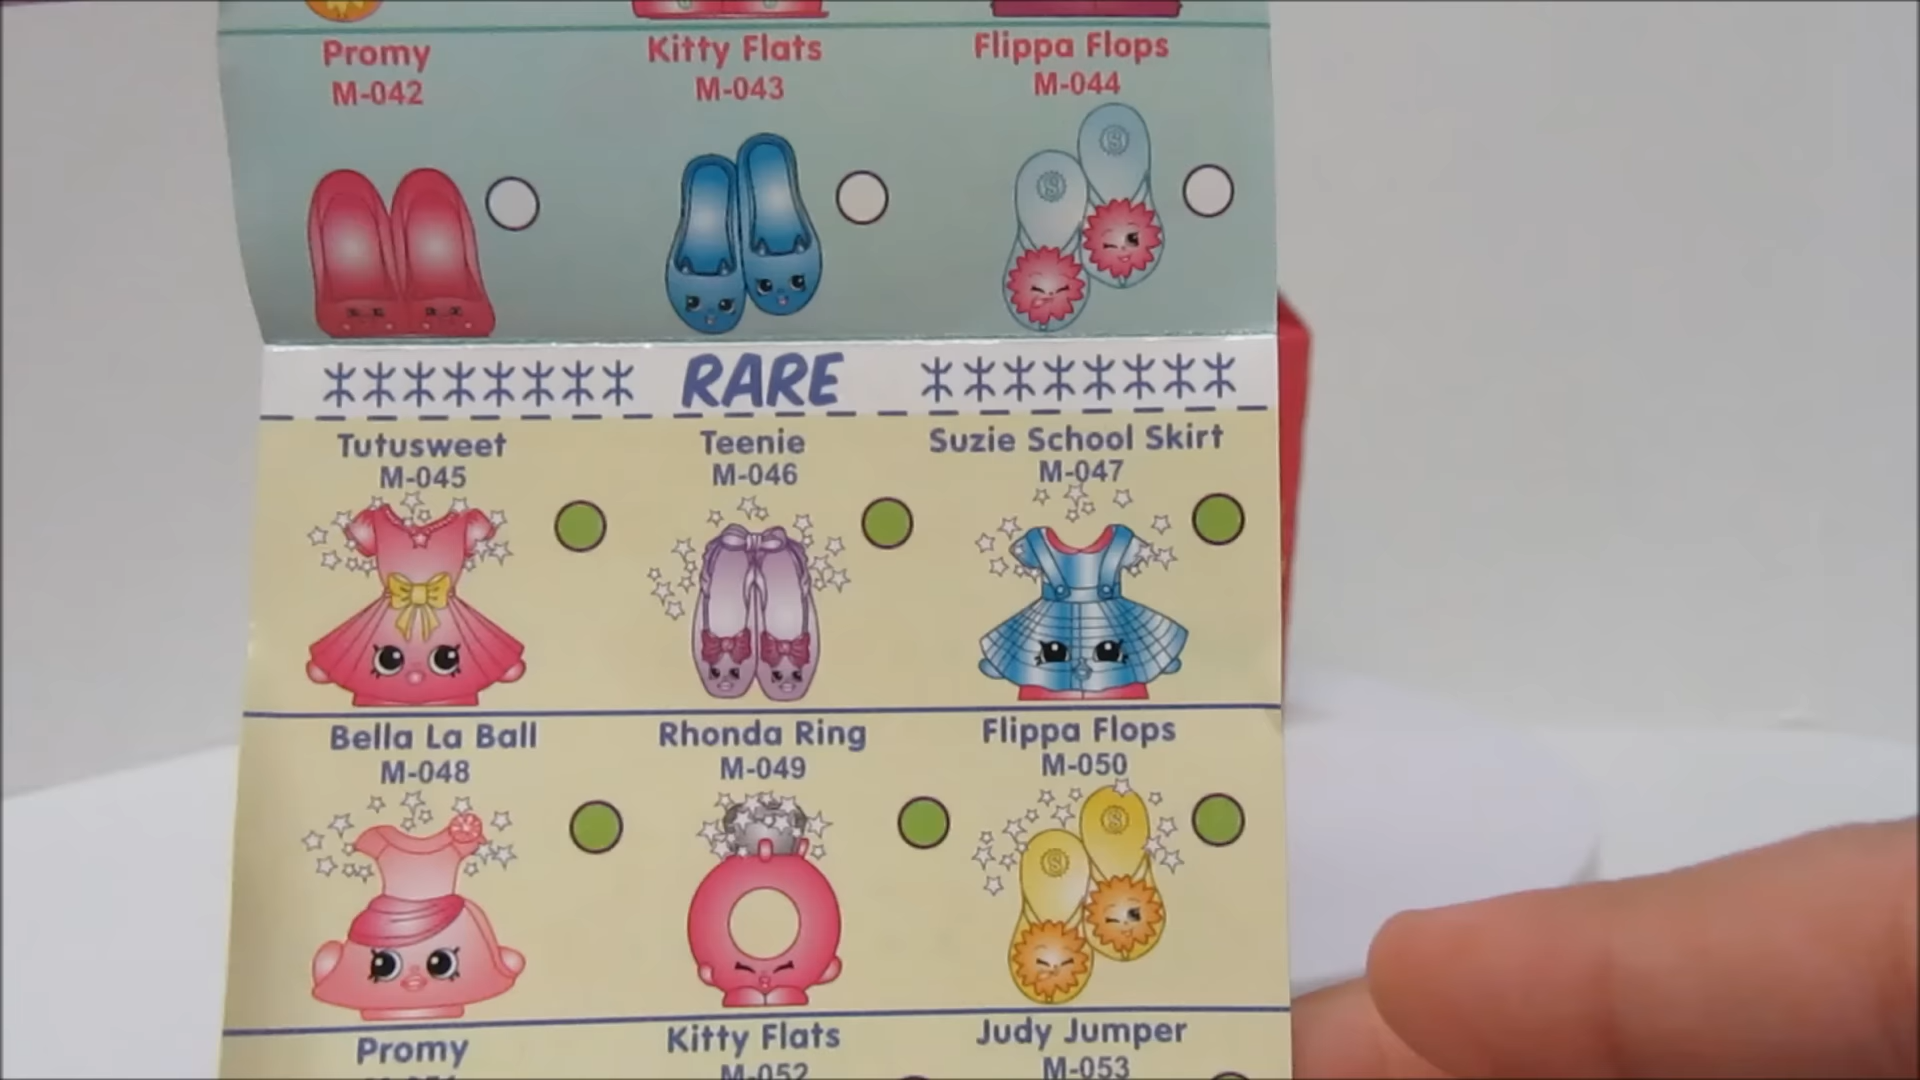 Promy Kitty Flats Flippa Flops
M-042 M-043 M-044
S S
RARE
Tutusweet Teenie Suzie School Skirt
M-045 M-046 M-047
Bella La Ball Rhonda Ring Flippa Flops
M-048 M-049 M-050
S S
Promy Kitty Flats Judy Jumper
M-052 M-053